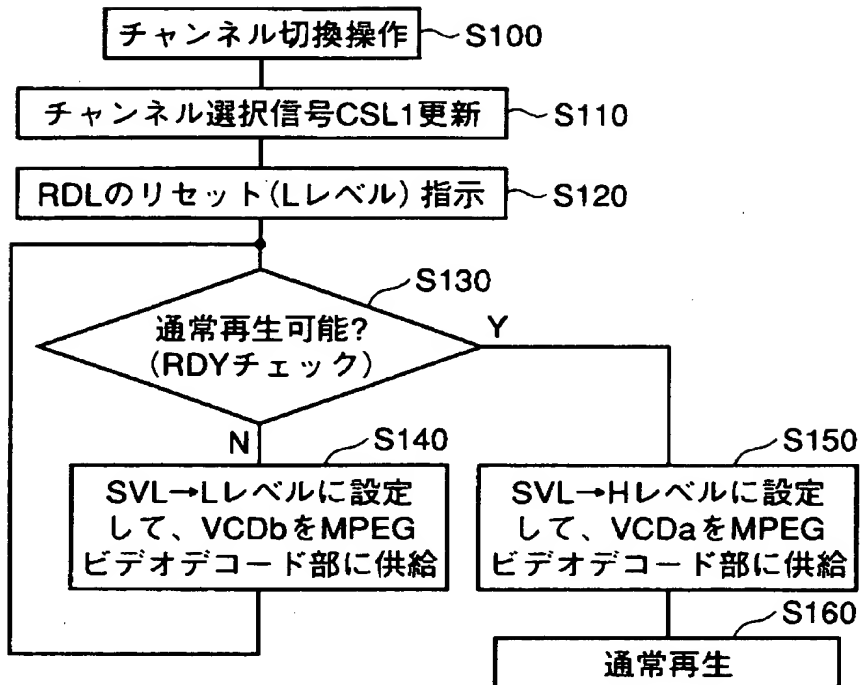 チャンネル切換操作
S100
チャンネル選択信号CSL1更新
S110
RDLのリセット(Lレベル)指示
S120
S130
通常再生可能?
(RDYチェック)
Y
N
S140
SVL→Lレベルに設定
して、VCDbをMPEG
ビデオデコード部に供給
S150
SVL→Hレベルに設定
して、VCDaをMPEG
ビデオデコード部に供給
S160
通常再生